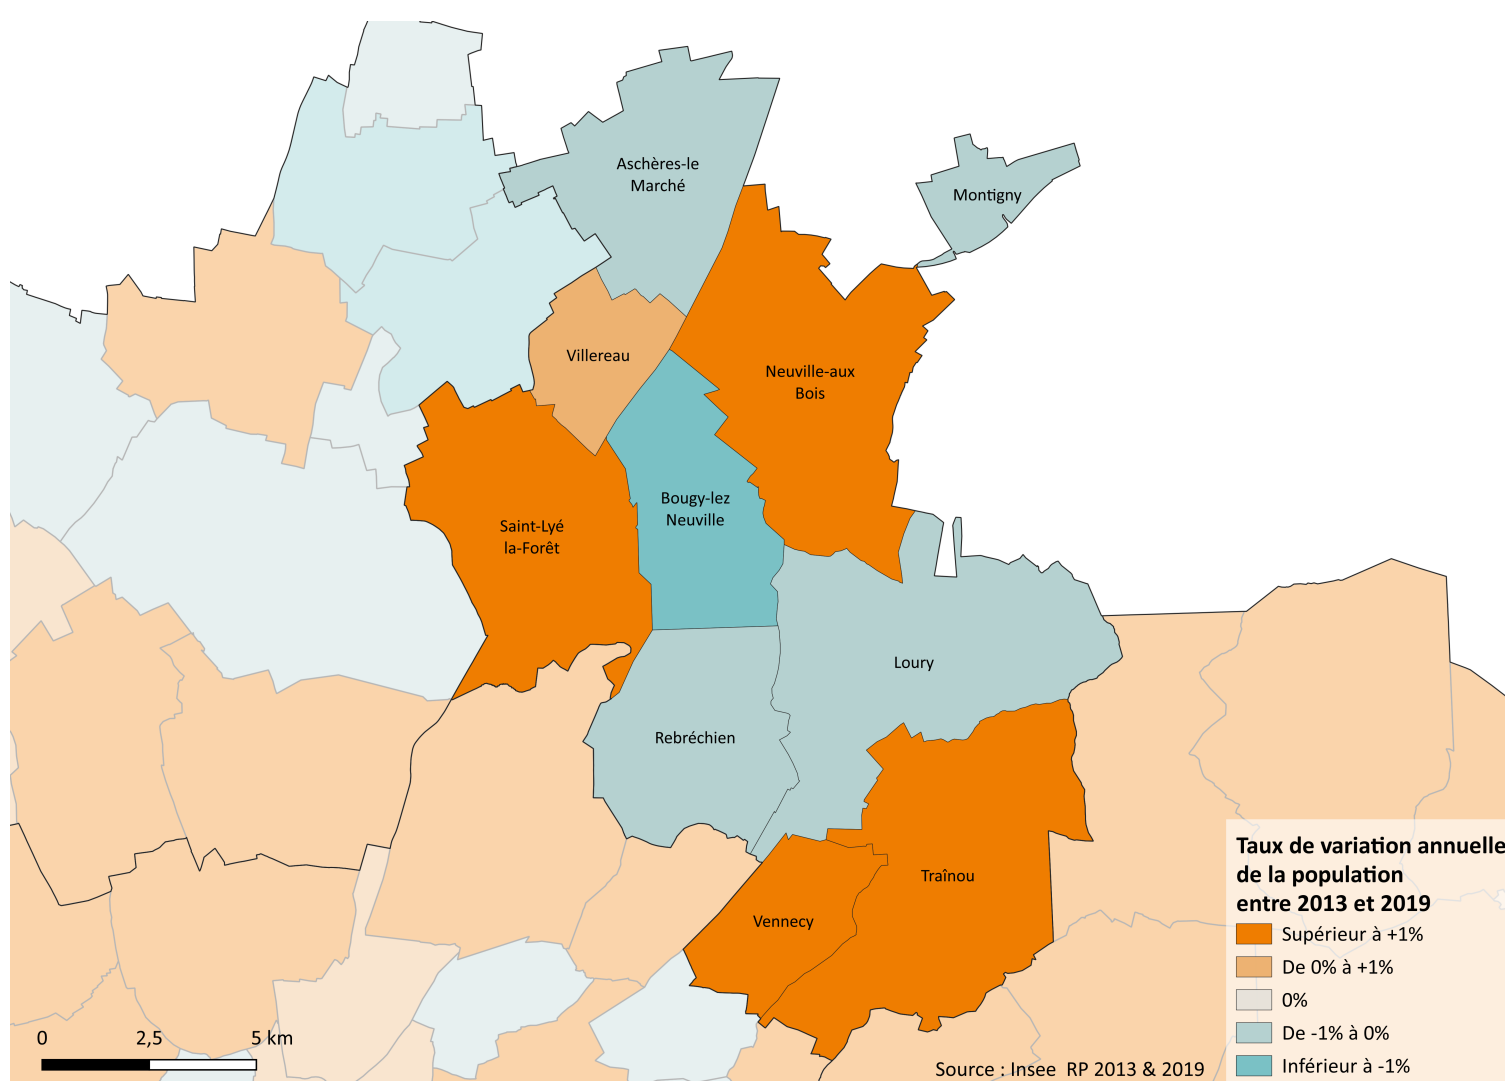 Aschères-le
Marché
Montigny
Villereau
Neuville-aux
Bois
Bougy-lez
Neuville
Saint-Lyé
la-Forêt
Loury
Rebréchien
Traînou
Vennecy
Taux de variation annuelle
de la population
entre 2013 et 2019
Supérieur à +1%
De 0% à +1%
0%
De -1% à 0%
Inférieur à -1%
0 2,5 5 km
Source : Insee RP 2013 & 2019